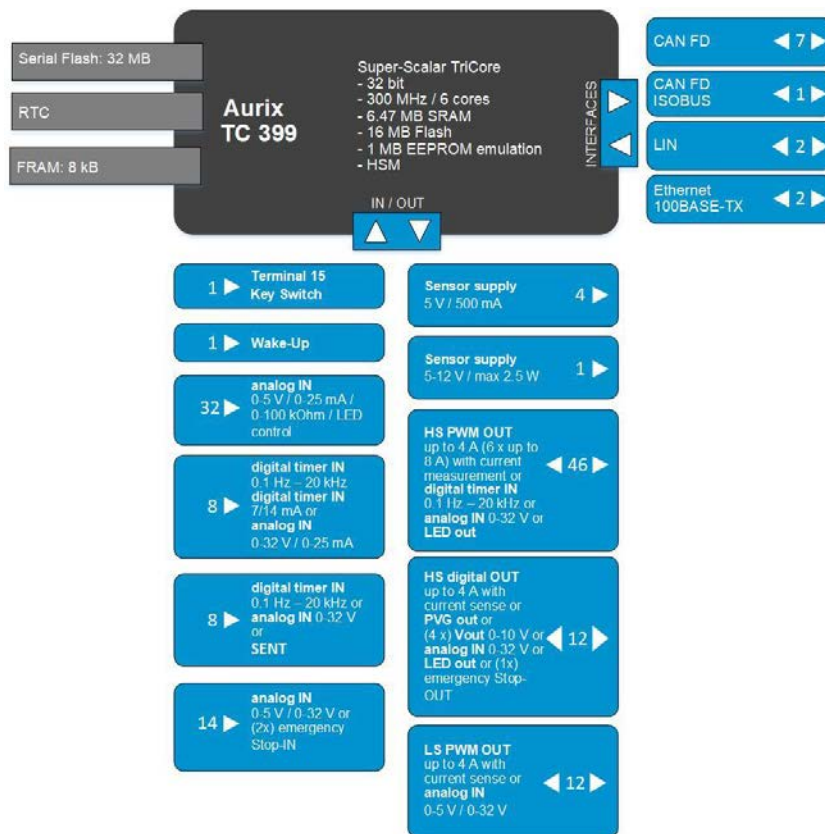 Serial Flash: 32 MB
RTC
FRAM: 8 kB
Aurix
TC 399
Super-Scalar TriCore
- 32 bit
- 300 MHz / 6 cores
- 6.47 MB SRAM
- 16 MB Flash
- 1 MB EEPROM emulation
- HSM
INTERFACES
IN / OUT
CAN FD
7
CAN FD
ISOBUS
1
LIN
2
Ethernet
100BASE-TX
2
1
Terminal 15
Key Switch
1
Wake-Up
32
analog IN
0-5 V / 0-25 mA /
0-100 kOhm / LED
control
8
digital timer IN
0.1 Hz – 20 kHz
digital timer IN
7/14 mA or
analog IN
0-32 V / 0-25 mA
8
digital timer IN
0.1 Hz – 20 kHz or
analog IN 0-32 V
or
SENT
14
analog IN
0-5 V / 0-32 V or
(2x) emergency
Stop-IN
Sensor supply
5 V / 500 mA
4
Sensor supply
5-12 V / max 2.5 W
1
HS PWM OUT
up to 4 A (6 x up to
8 A) with current
measurement or
digital timer IN
0.1 Hz – 20 kHz or
analog IN 0-32 V or
LED out
46
HS digital OUT
up to 4 A with
current sense or
PVG out or
(4 x) Vout 0-10 V or
analog IN 0-32 V or
LED out or (1x)
emergency Stop-
OUT
12
LS PWM OUT
up to 4 A with
current sense or
analog IN
0-5 V / 0-32 V
12